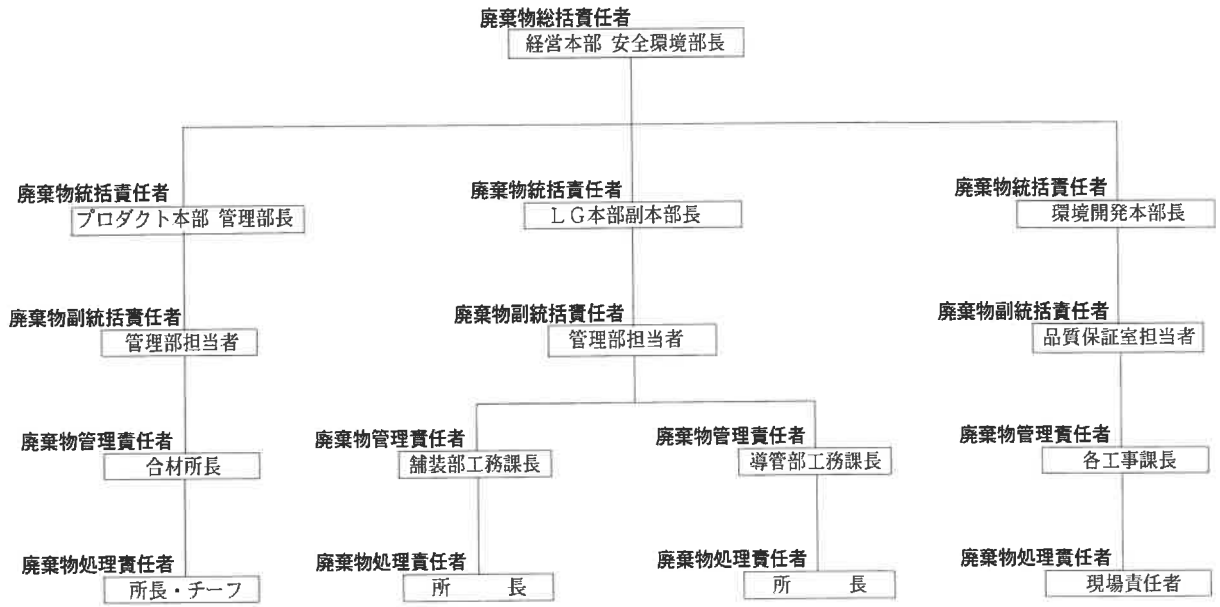 廃棄物総括責任者
経営本部 安全環境部長
廃棄物統括責任者
プロダクト本部 管理部長
廃棄物統括責任者
LG本部副本部長
廃棄物統括責任者
環境開発本部長
廃棄物副統括責任者
管理部担当者
廃棄物副統括責任者
管理部担当者
廃棄物副統括責任者
品質保証室担当者
廃棄物管理責任者
合材所長
廃棄物管理責任者
舗装部工務課長
廃棄物管理責任者
導管部工務課長
廃棄物管理責任者
各工事課長
廃棄物処理責任者
所長・チーフ
廃棄物処理責任者
所　　長
廃棄物処理責任者
所　　長
廃棄物処理責任者
現場責任者